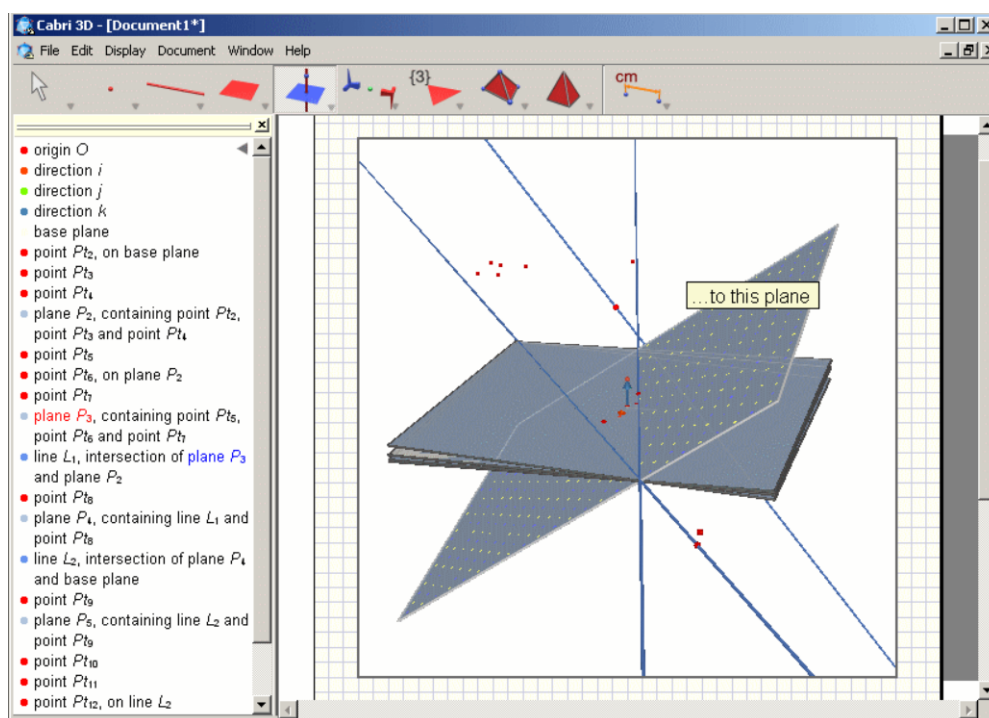 Cabri 3D - [Document1*]
File Edit Display Document Window Help
{3}
cm
origin O
direction i
direction j
direction k
base plane
point Pt₂, on base plane
point Pt₃
point Pt₄
plane P₂, containing point Pt₂,
point Pt₃ and point Pt₄
point Pt₅
point Pt₆, on plane P₂
point Pt₇
plane P₃, containing point Pt₅,
point Pt₆ and point Pt₇
line L₁, intersection of plane P₃
and plane P₂
point Pt₈
plane P₄, containing line L₁ and
point Pt₈
line L₂, intersection of plane P₄
and base plane
point Pt₉
plane P₅, containing line L₂ and
point Pt₉
point Pt₁₀
point Pt₁₁
point Pt₁₂, on line L₂
...to this plane